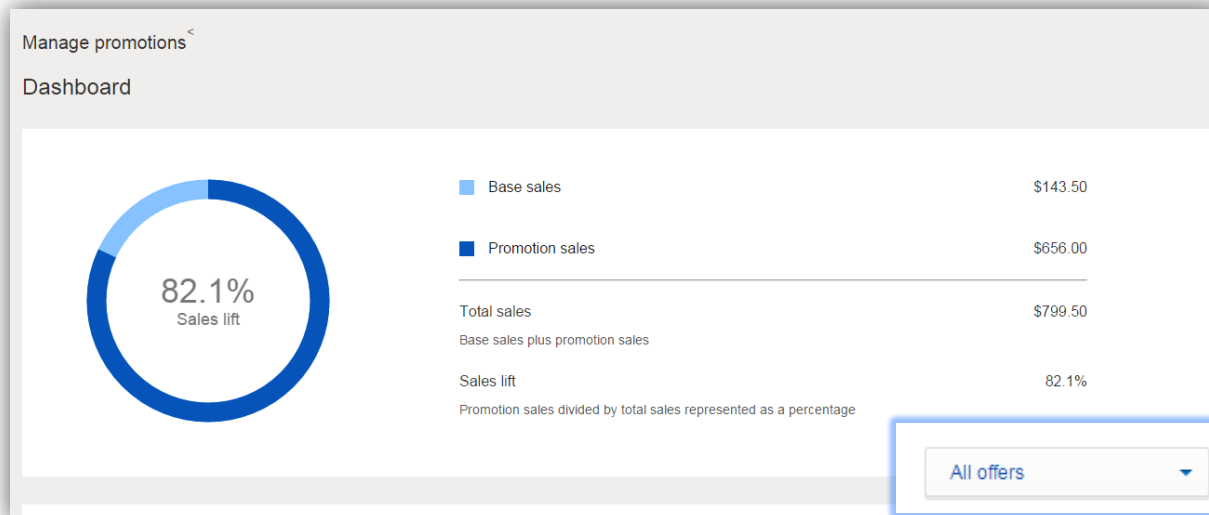 Manage promotions<
Dashboard
82.1%
Sales lift
Base sales $143.50
Promotion sales $656.00
Total sales $799.50
Base sales plus promotion sales
Sales lift 82.1%
Promotion sales divided by total sales represented as a percentage
All offers